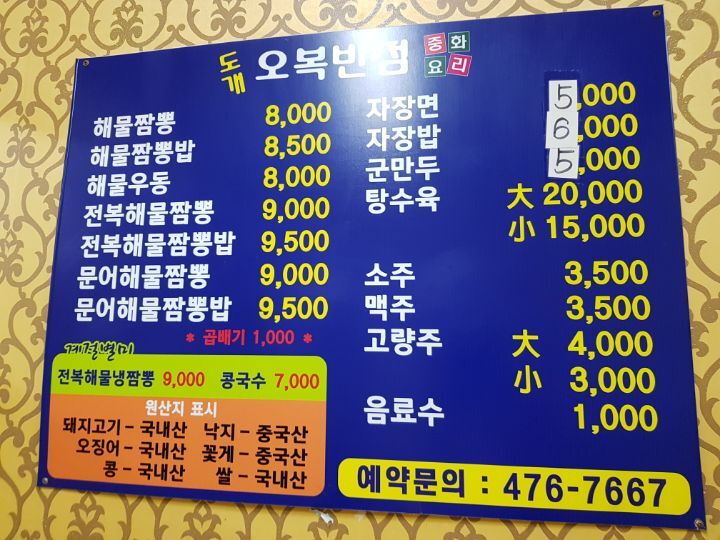 도개 오복반점 중화요리
해물짬뽕 8,000
해물짬뽕밥 8,500
해물우동 8,000
전복해물짬뽕 9,000
전복해물짬뽕밥 9,500
문어해물짬뽕 9,000
문어해물짬뽕밥 9,500
* 곱배기 1,000 *
계절별미
전복해물냉짬뽕 9,000 콩국수 7,000
원산지 표시
돼지고기 - 국내산 낙지 - 중국산
오징어 - 국내산 꽃게 - 중국산
콩 - 국내산 쌀 - 국내산
자장면 5,000
자장밥 6,000
군만두 5,000
탕수육 大 20,000
小 15,000
소주 3,500
맥주 3,500
고량주 大 4,000
小 3,000
음료수 1,000
예약문의 : 476-7667